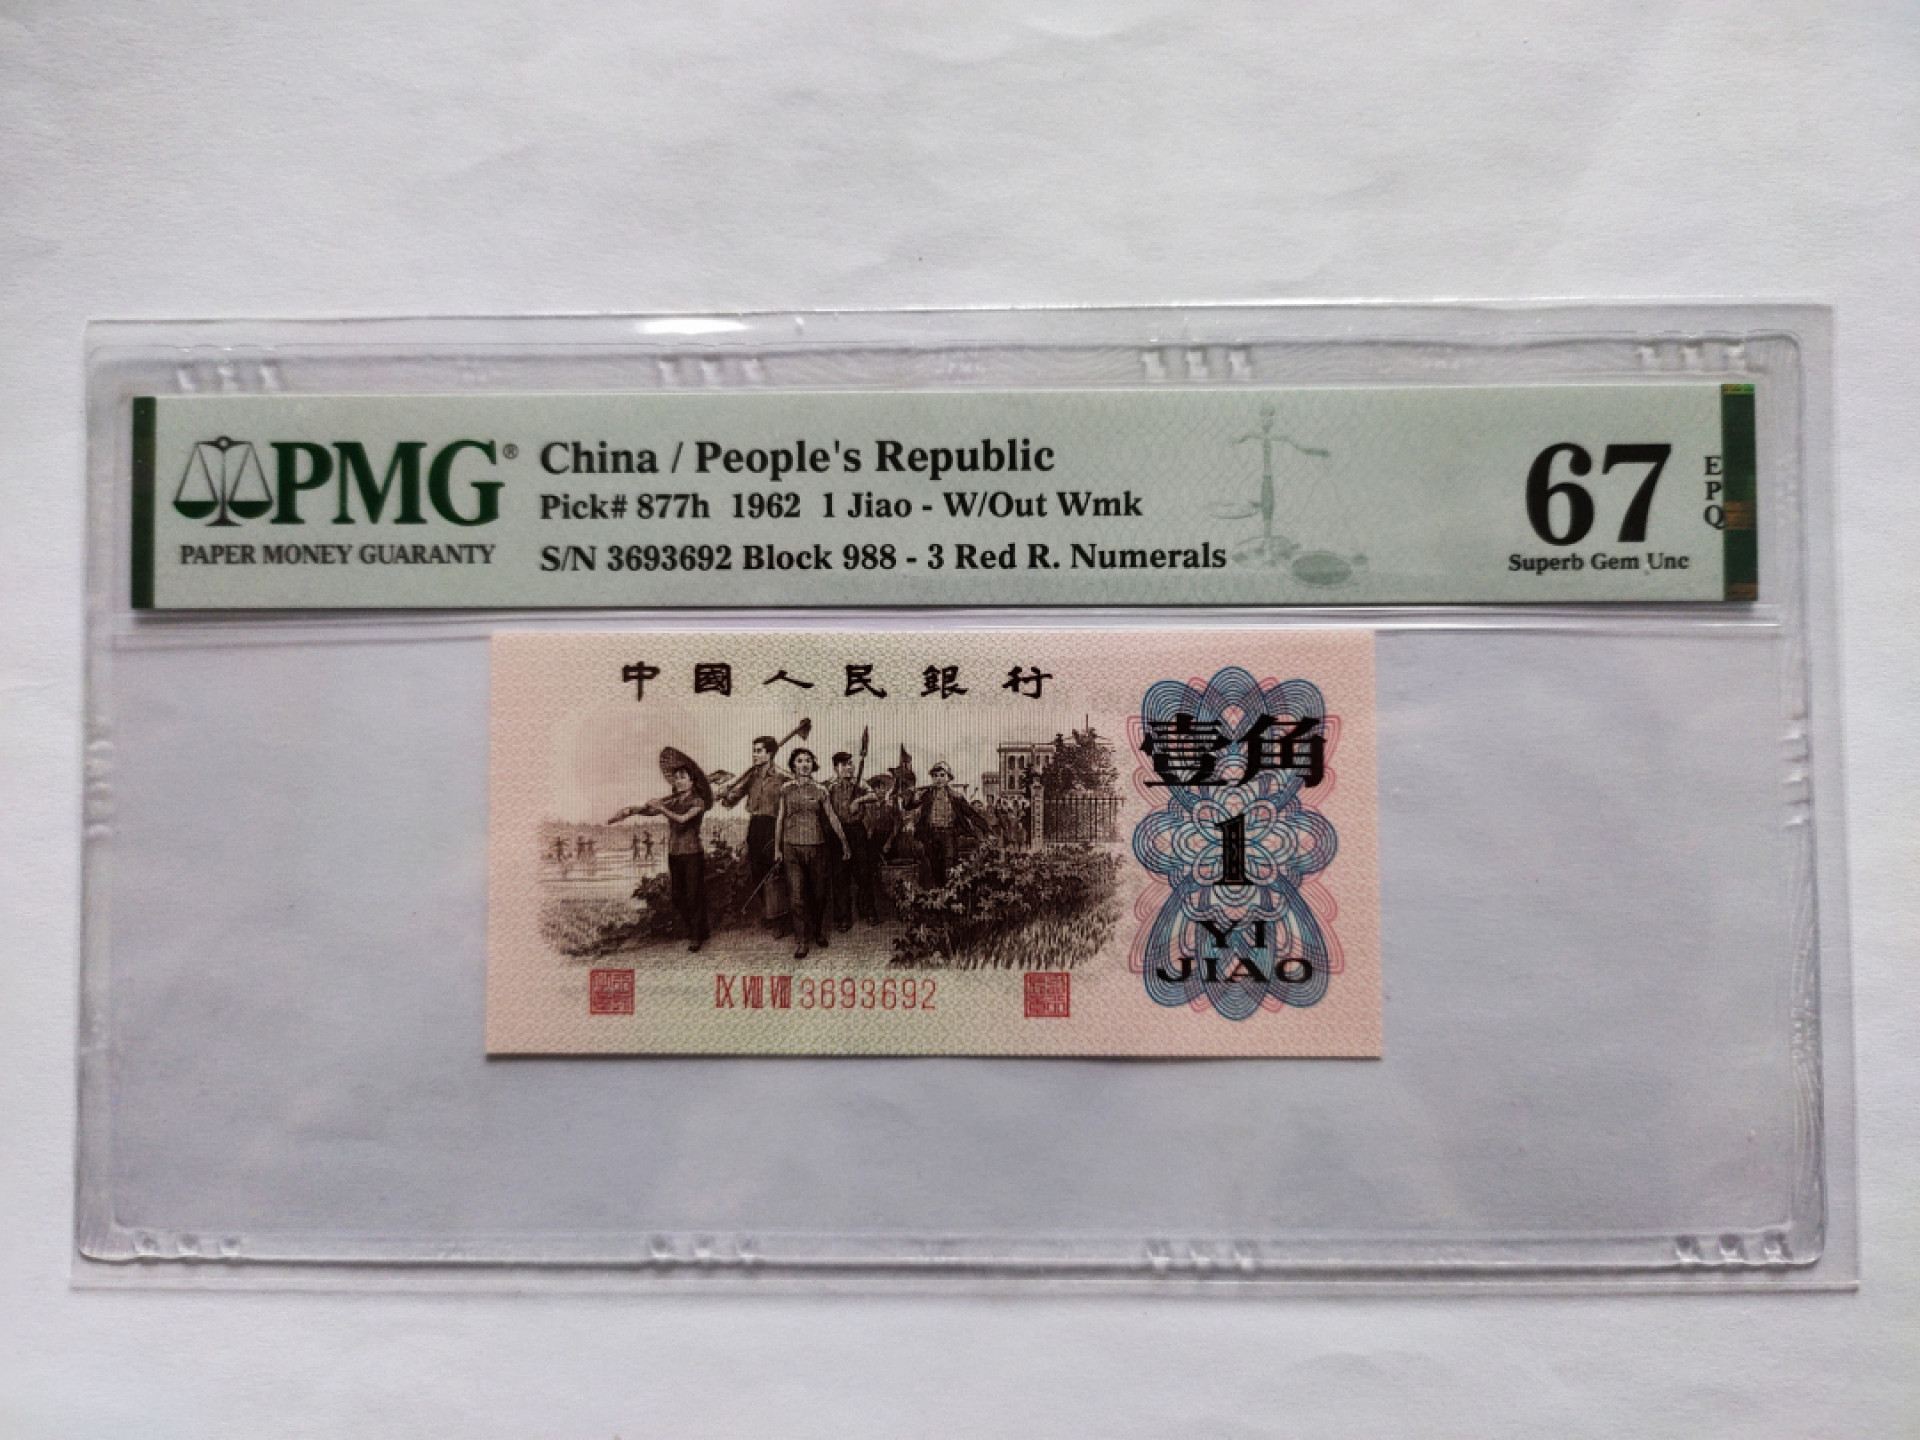 PMG®
PAPER MONEY GUARANTY
China / People's Republic
Pick# 877h 1962 1 Jiao - W/Out Wmk
S/N 3693692 Block 988 - 3 Red R. Numerals
67
EPQ
Superb Gem Unc
中國人民銀行
壹角
1
YI
JIAO
IX VIII VIII 3693692